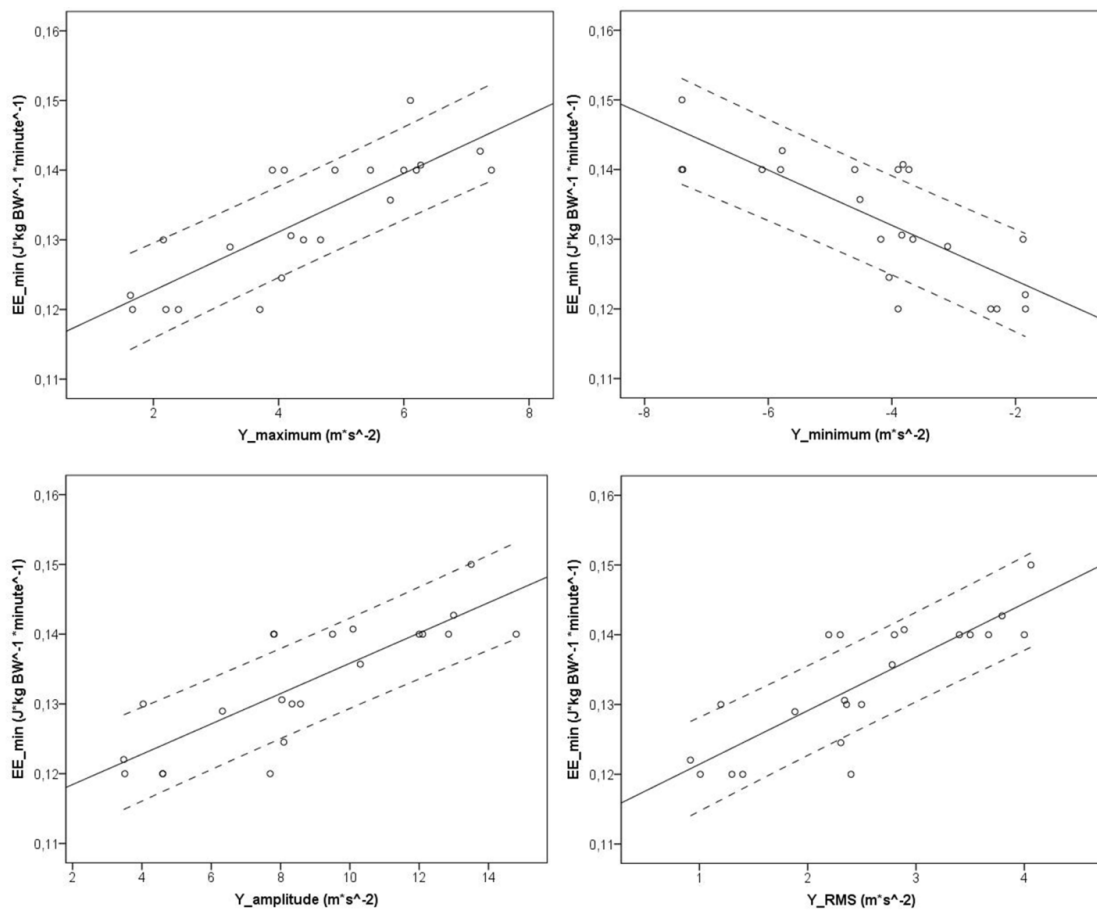 0,16
0,15
0,14
0,13
0,12
0,11
EE_min (J*kg BW^-1 *minute^-1)
2 4 6 8
Y_maximum (m*s^-2)
0,16
0,15
0,14
0,13
0,12
0,11
EE_min (J*kg BW^-1 *minute^-1)
-8 -6 -4 -2
Y_minimum (m*s^-2)
0,16
0,15
0,14
0,13
0,12
0,11
EE_min (J*kg BW^-1 *minute^-1)
2 4 6 8 10 12 14
Y_amplitude (m*s^-2)
0,16
0,15
0,14
0,13
0,12
0,11
EE_min (J*kg BW^-1 *minute^-1)
1 2 3 4
Y_RMS (m*s^-2)